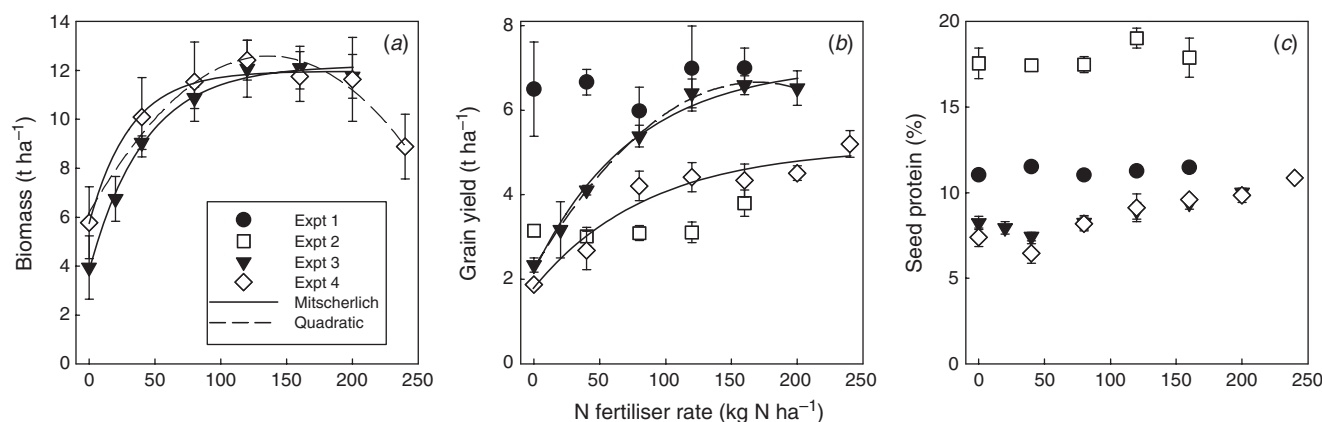 14
12
10
8
6
4
2
0
Biomass (t ha⁻¹)
(a)
Expt 1
Expt 2
Expt 3
Expt 4
Mitscherlich
Quadratic
0 50 100 150 200 250
8
6
4
2
0
Grain yield (t ha⁻¹)
(b)
0 50 100 150 200 250
20
15
10
5
0
Seed protein (%)
(c)
0 50 100 150 200 250
N fertiliser rate (kg N ha⁻¹)